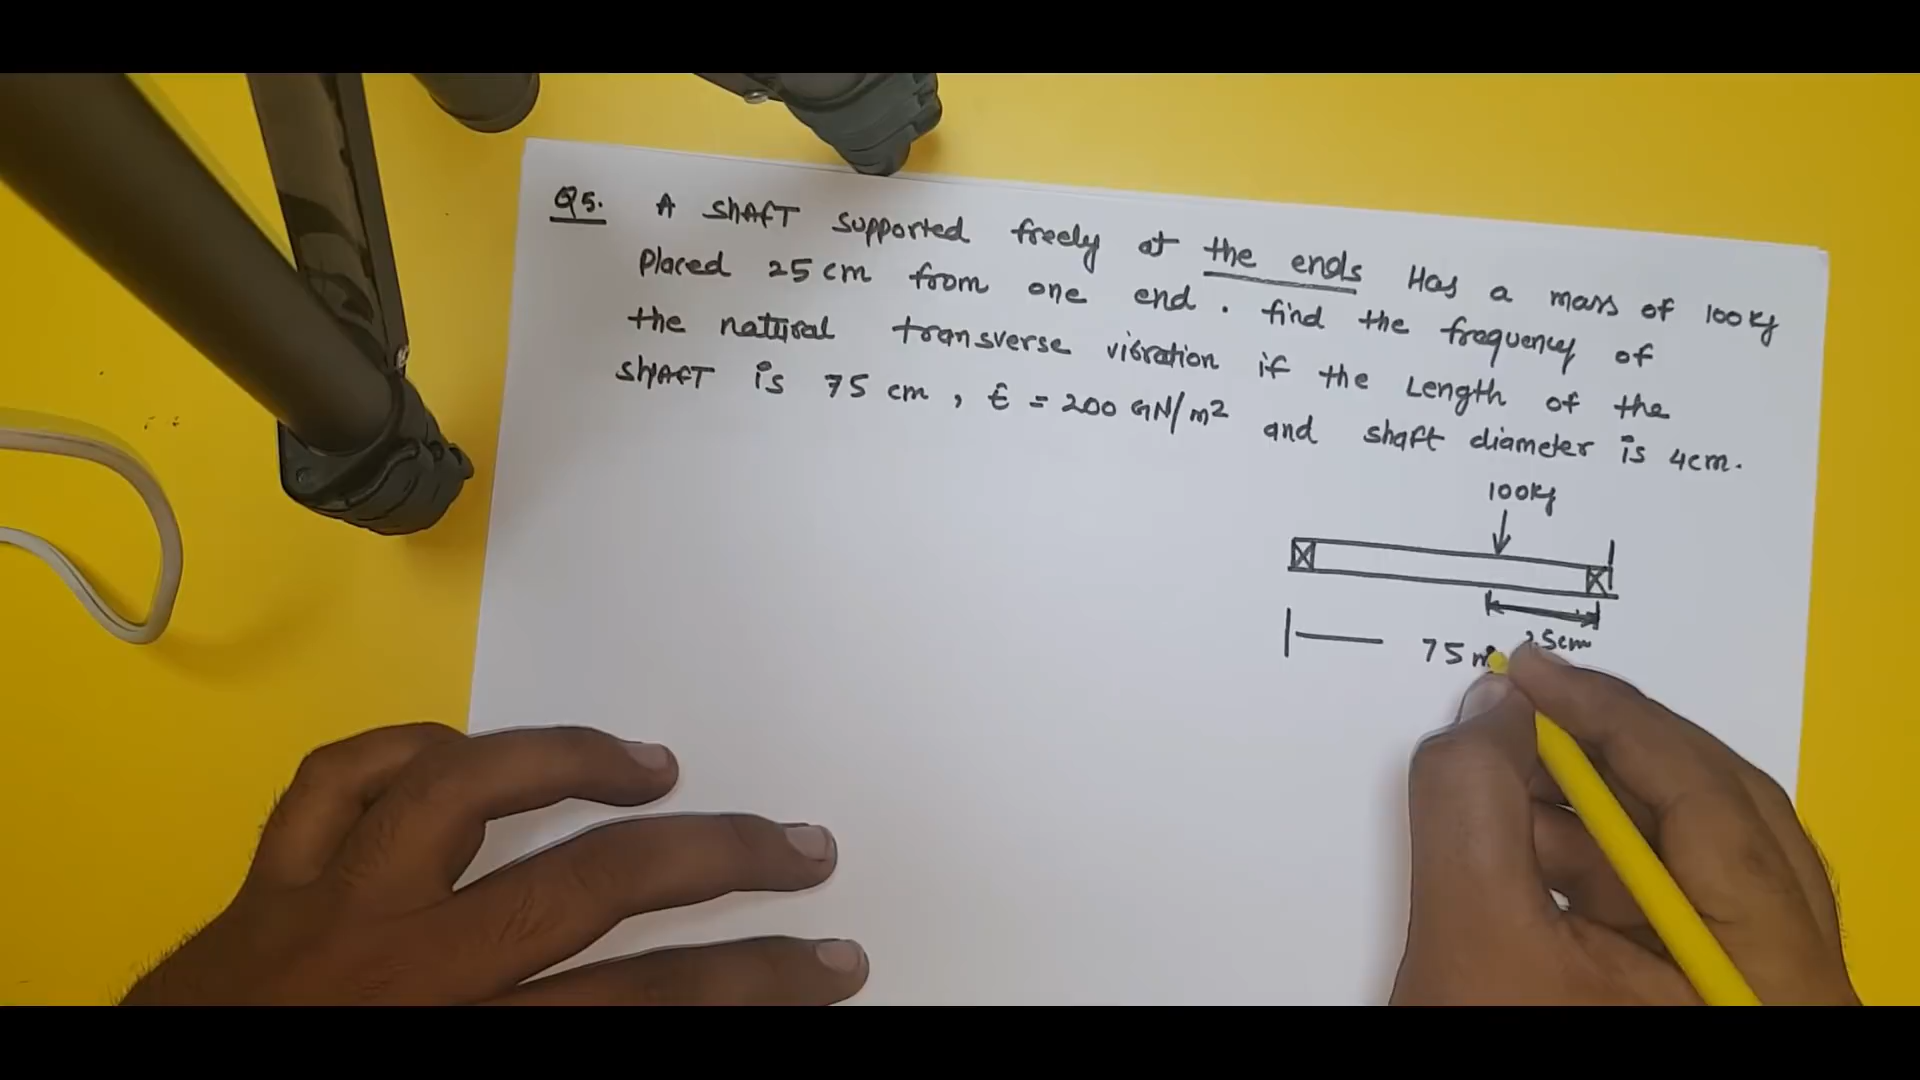 Q5. A SHAFT supported freely at the ends Has a mass of 100kg
Placed 25 cm from one end. find the frequency of
the natural transverse vibration if the Length of the
SHAFT is 75 cm, E = 200 GN/m2 and shaft diameter is 4cm.
100kg
25cm
75